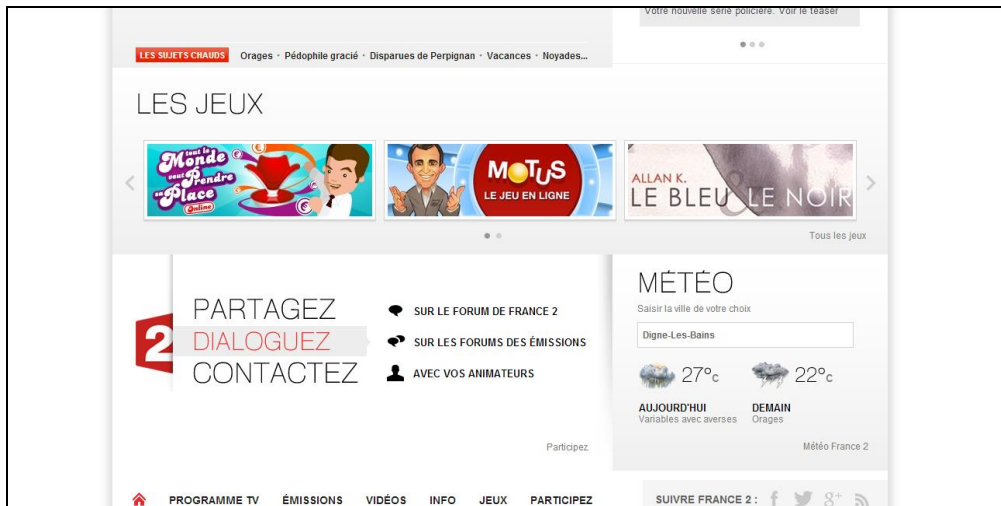 Votre nouvelle série policière. Voir le teaser
LES SUJETS CHAUDS Orages · Pédophile gracié · Disparues de Perpignan · Vacances · Noyades...
LES JEUX
tout le
Monde
veut Prendre
sa Place
Online
MOTUS
LE JEU EN LIGNE
ALLAN K.
LE BLEU & LE NOIR
Tous les jeux
2
PARTAGEZ
DIALOGUEZ
CONTACTEZ
SUR LE FORUM DE FRANCE 2
SUR LES FORUMS DES ÉMISSIONS
AVEC VOS ANIMATEURS
Participez
MÉTÉO
Saisir la ville de votre choix
Digne-Les-Bains
27°c 22°c
AUJOURD'HUI DEMAIN
Variables avec averses Orages
Météo France 2
PROGRAMME TV ÉMISSIONS VIDÉOS INFO JEUX PARTICIPEZ
SUIVRE FRANCE 2 : f g+